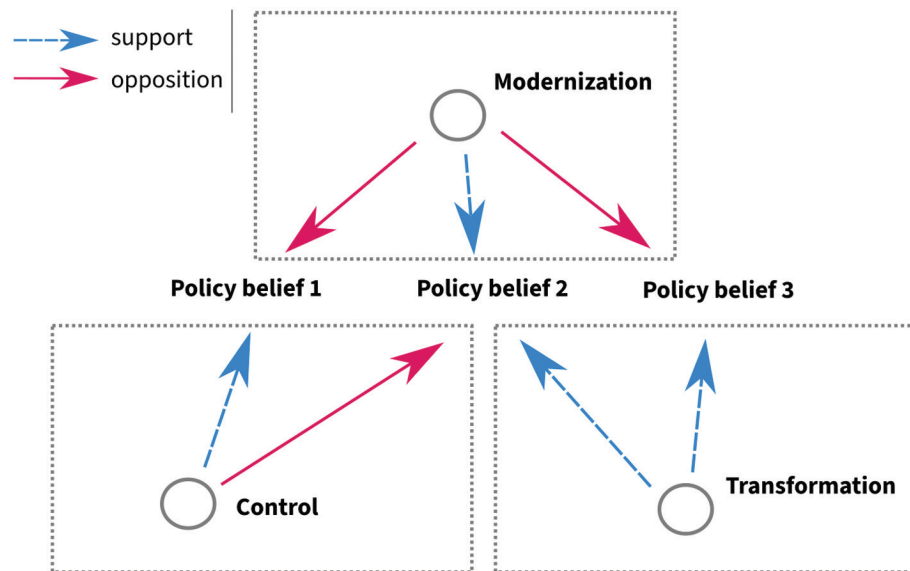 support
opposition
Modernization
Policy belief 1
Policy belief 2
Policy belief 3
Control
Transformation